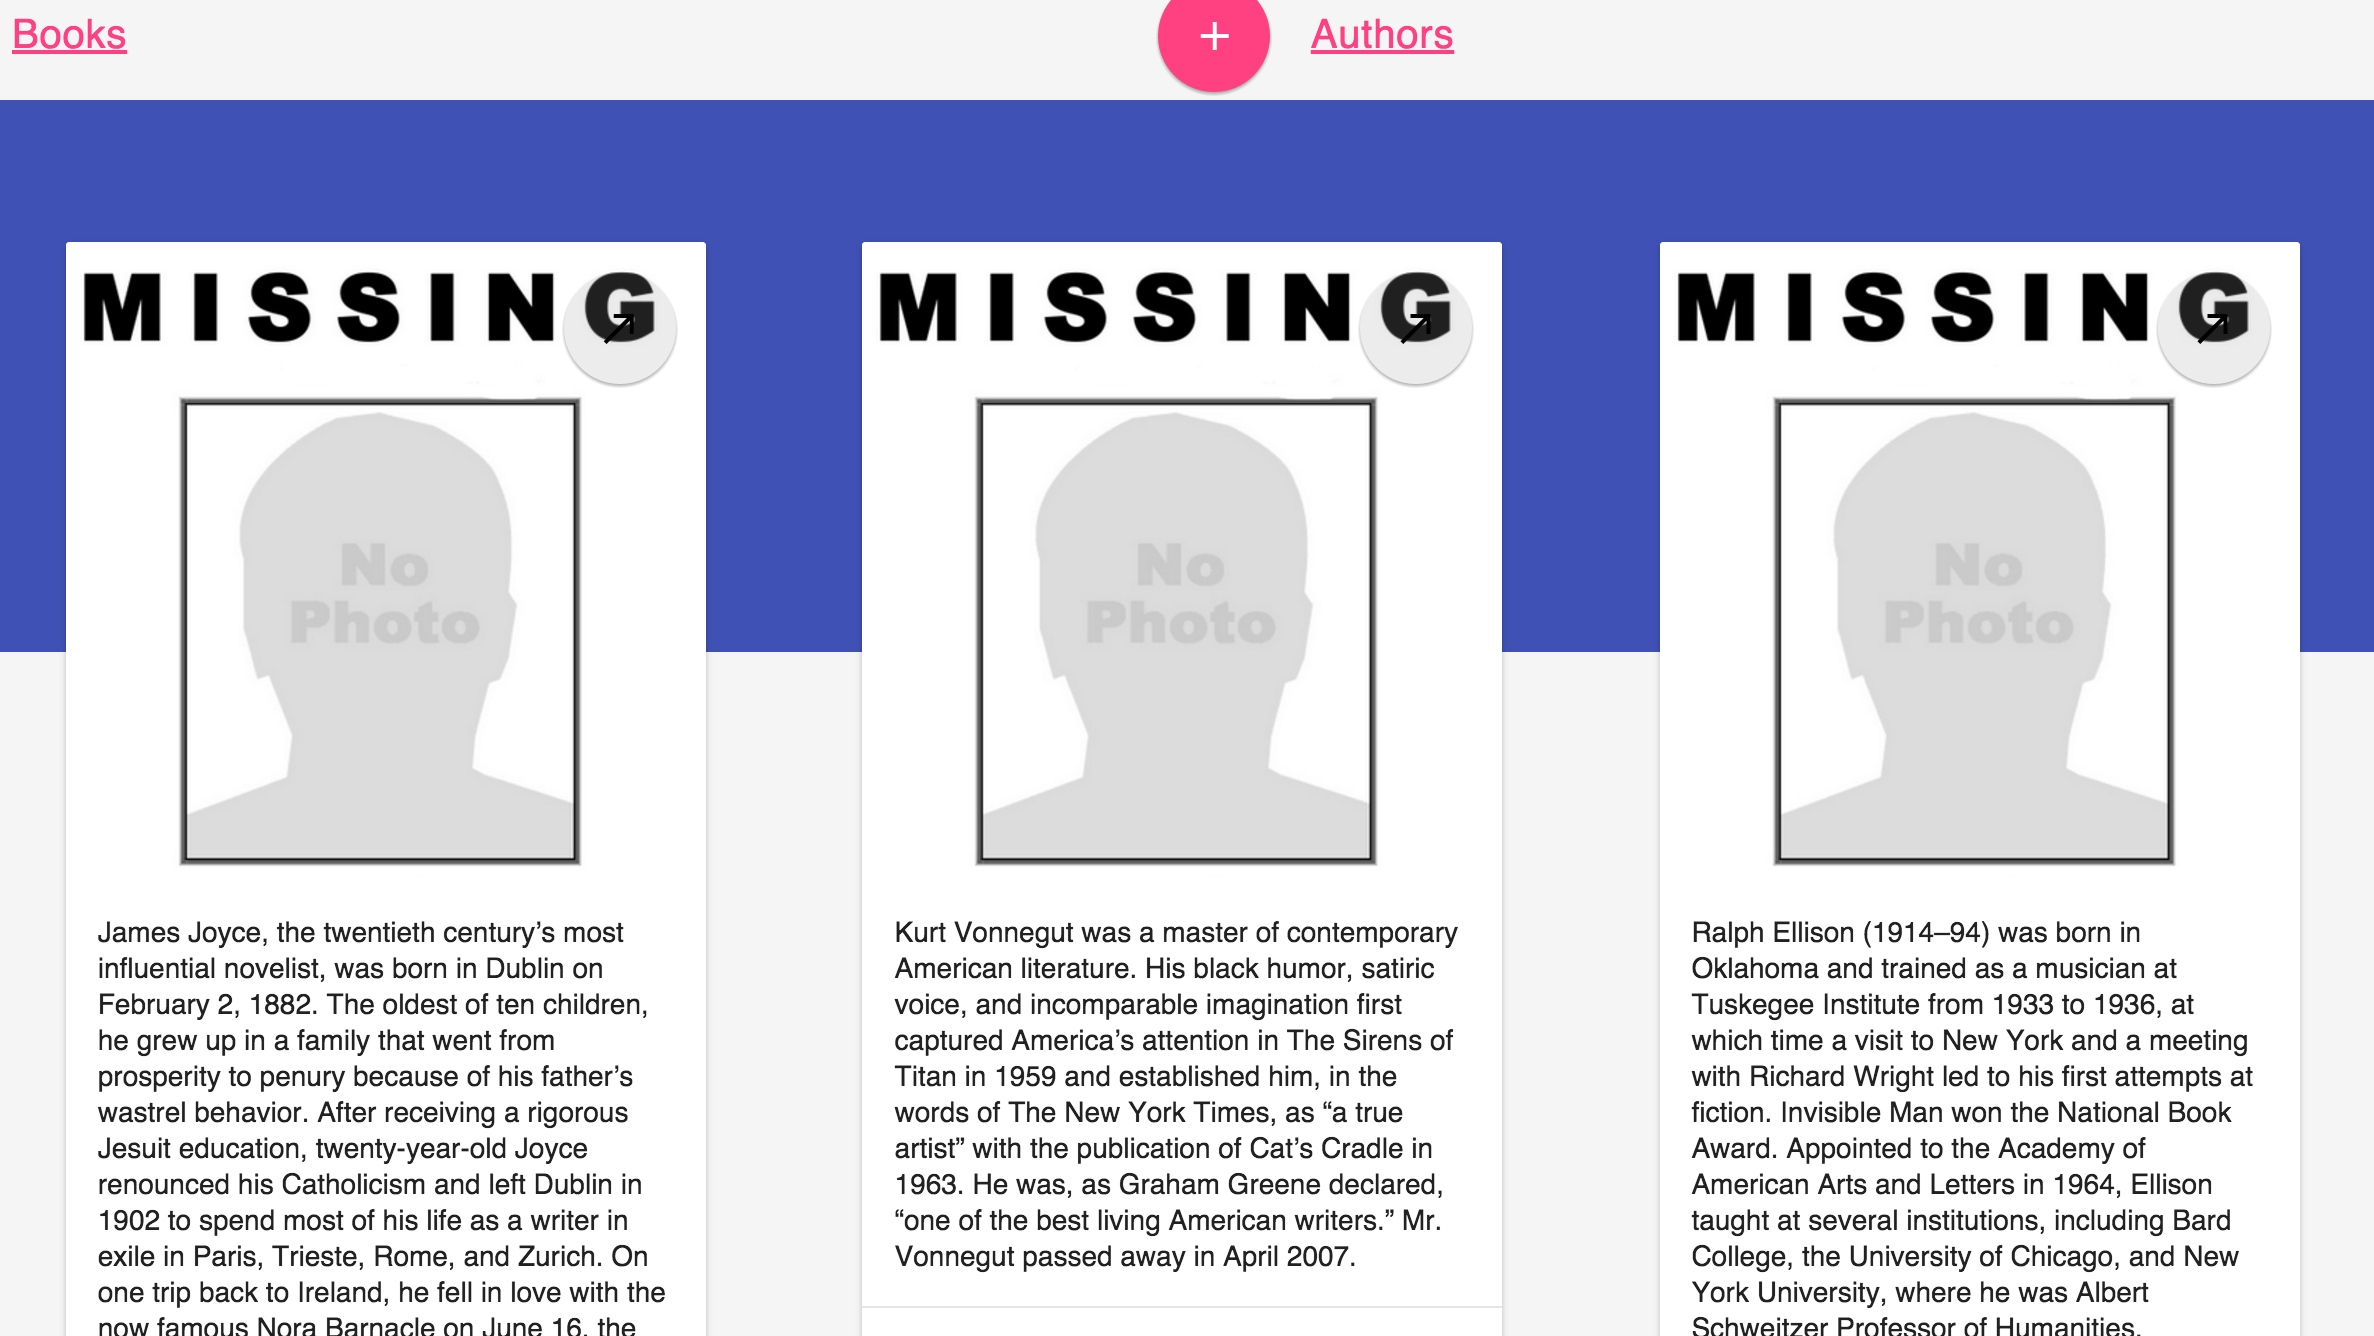 Books
+
Authors
MISSING
No
Photo
James Joyce, the twentieth century’s most
influential novelist, was born in Dublin on
February 2, 1882. The oldest of ten children,
he grew up in a family that went from
prosperity to penury because of his father’s
wastrel behavior. After receiving a rigorous
Jesuit education, twenty-year-old Joyce
renounced his Catholicism and left Dublin in
1902 to spend most of his life as a writer in
exile in Paris, Trieste, Rome, and Zurich. On
one trip back to Ireland, he fell in love with the
now famous Nora Barnacle on June 16, the
MISSING
No
Photo
Kurt Vonnegut was a master of contemporary
American literature. His black humor, satiric
voice, and incomparable imagination first
captured America’s attention in The Sirens of
Titan in 1959 and established him, in the
words of The New York Times, as “a true
artist” with the publication of Cat’s Cradle in
1963. He was, as Graham Greene declared,
“one of the best living American writers.” Mr.
Vonnegut passed away in April 2007.
MISSING
No
Photo
Ralph Ellison (1914–94) was born in
Oklahoma and trained as a musician at
Tuskegee Institute from 1933 to 1936, at
which time a visit to New York and a meeting
with Richard Wright led to his first attempts at
fiction. Invisible Man won the National Book
Award. Appointed to the Academy of
American Arts and Letters in 1964, Ellison
taught at several institutions, including Bard
College, the University of Chicago, and New
York University, where he was Albert
Schweitzer Professor of Humanities.